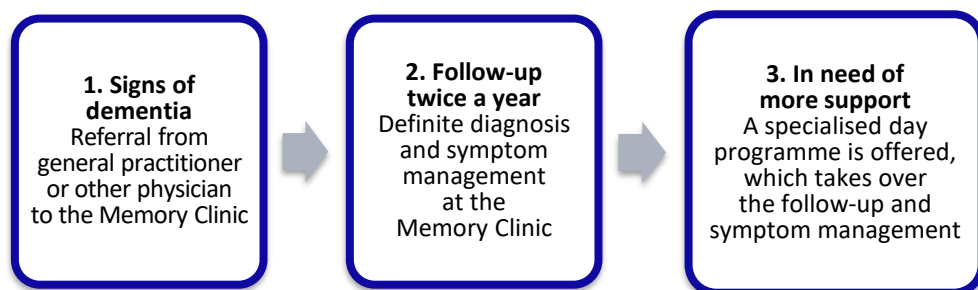 1. Signs of
dementia
Referral from
general practitioner
or other physician
to the Memory Clinic
2. Follow-up
twice a year
Definite diagnosis
and symptom
management
at the
Memory Clinic
3. In need of
more support
A specialised day
programme is offered,
which takes over
the follow-up and
symptom management